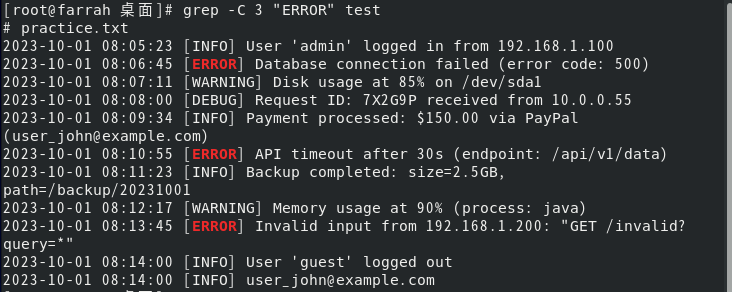 [root@farrah 桌面]# grep -C 3 "ERROR" test
# practice.txt
2023-10-01 08:05:23 [INFO] User 'admin' logged in from 192.168.1.100
2023-10-01 08:06:45 [ERROR] Database connection failed (error code: 500)
2023-10-01 08:07:11 [WARNING] Disk usage at 85% on /dev/sda1
2023-10-01 08:08:00 [DEBUG] Request ID: 7X2G9P received from 10.0.0.55
2023-10-01 08:09:34 [INFO] Payment processed: $150.00 via PayPal
(user_john@example.com)
2023-10-01 08:10:55 [ERROR] API timeout after 30s (endpoint: /api/v1/data)
2023-10-01 08:11:23 [INFO] Backup completed: size=2.5GB,
path=/backup/20231001
2023-10-01 08:12:17 [WARNING] Memory usage at 90% (process: java)
2023-10-01 08:13:45 [ERROR] Invalid input from 192.168.1.200: "GET /invalid?
query=*"
2023-10-01 08:14:00 [INFO] User 'guest' logged out
2023-10-01 08:14:00 [INFO] user_john@example.com